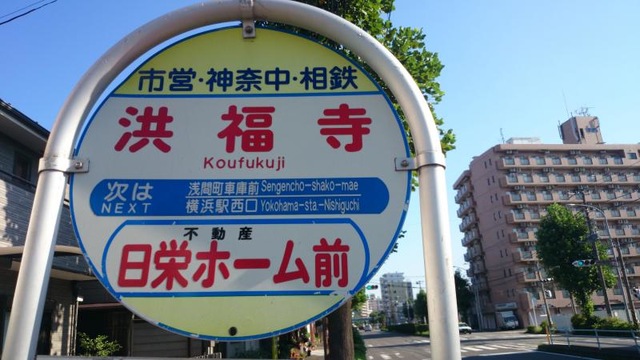 市営・神奈中・相鉄
洪福寺
Koufukuji
次は NEXT
浅間町車庫前 Sengencho-shako-mae
横浜駅西口 Yokohama-sta.-Nishiguchi
不動産
日栄ホーム前